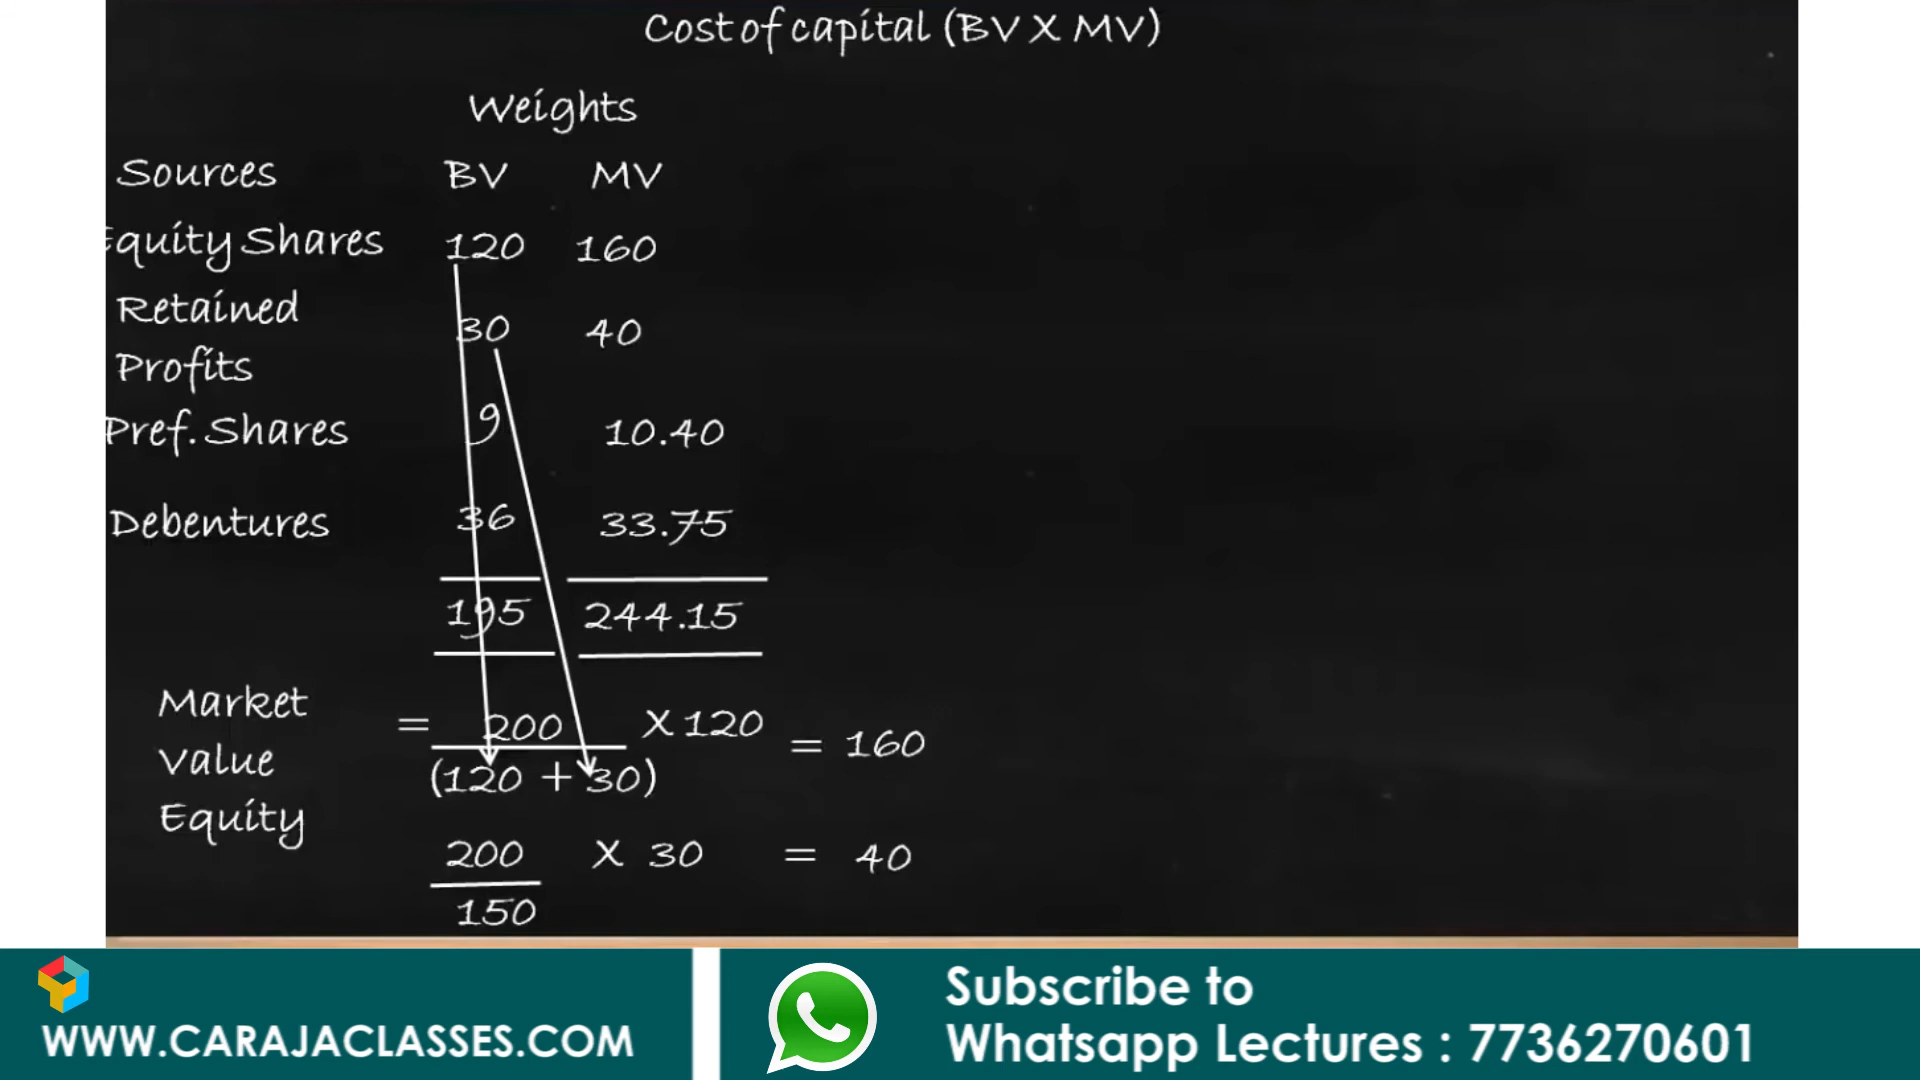 Cost of capital (BV X MV)
Weights
Sources BV MV
Equity Shares 120 160
Retained
Profits 30 40
Pref. Shares 9 10.40
Debentures 36 33.75
195 244.15
Market
Value
Equity
= 200 X 120 = 160
(120 + 30)
200 X 30 = 40
150
WWW.CARAJACLASSES.COM
Subscribe to
Whatsapp Lectures : 7736270601